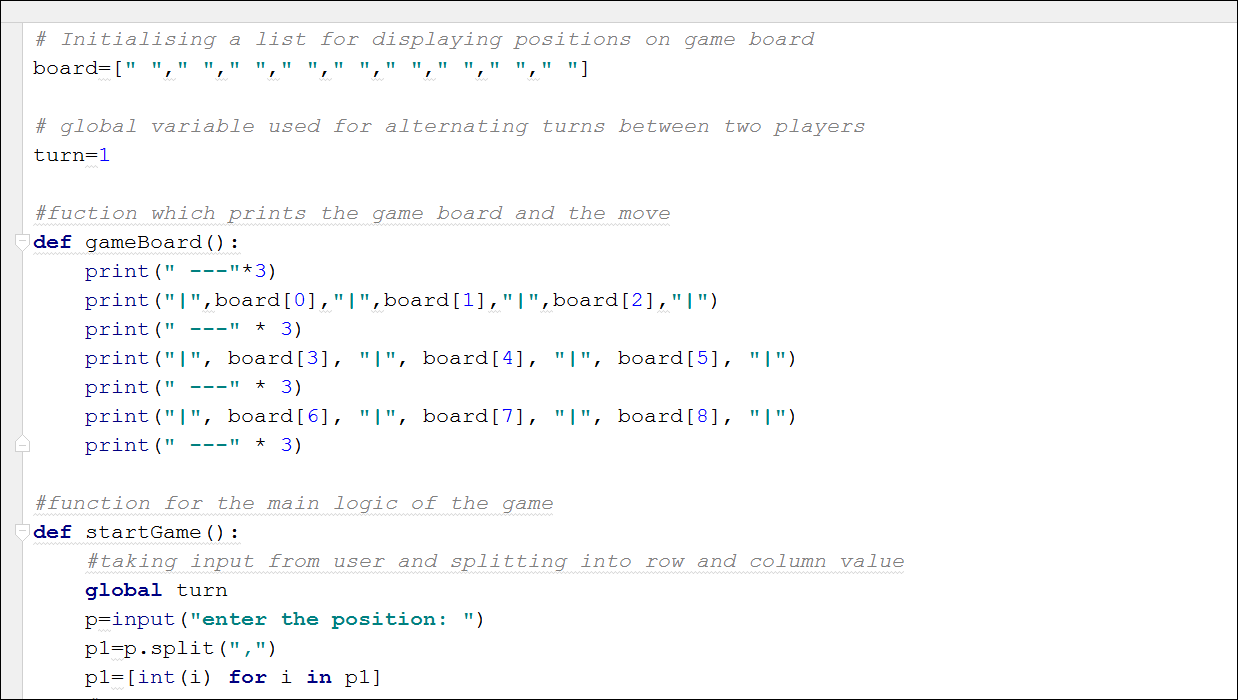 # Initialising a list for displaying positions on game board
board=[" "," "," "," "," "," "," "," "," "]
# global variable used for alternating turns between two players
turn=1
#fuction which prints the game board and the move
def gameBoard():
    print(" ---"*3)
    print("|",board[0],"|",board[1],"|",board[2],"|")
    print(" ---" * 3)
    print("|", board[3], "|", board[4], "|", board[5], "|")
    print(" ---" * 3)
    print("|", board[6], "|", board[7], "|", board[8], "|")
    print(" ---" * 3)
#function for the main logic of the game
def startGame():
    #taking input from user and splitting into row and column value
    global turn
    p=input("enter the position: ")
    p1=p.split(",")
    p1=[int(i) for i in p1]